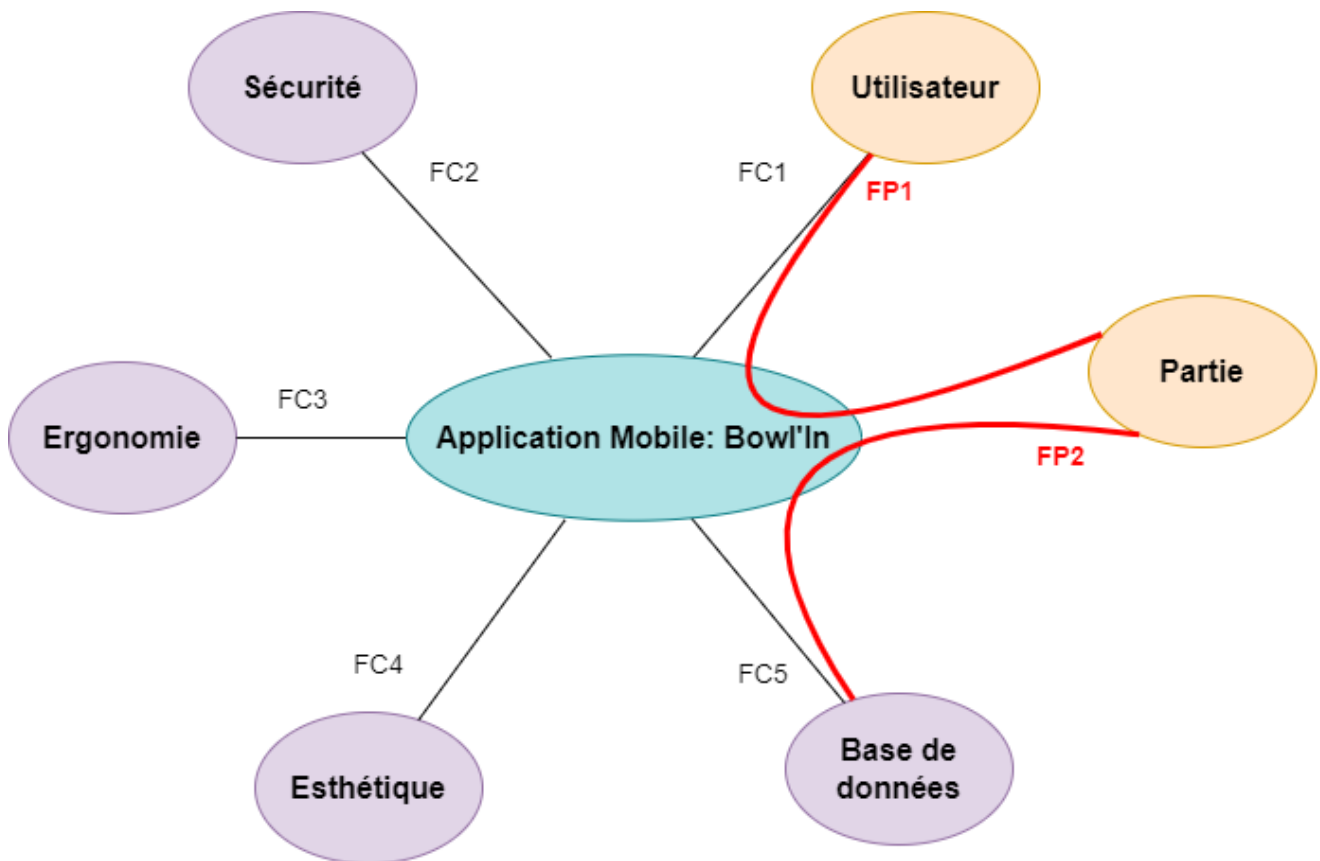 Sécurité
Utilisateur
FC2
FC1
FP1
Partie
FC3
Ergonomie
Application Mobile: Bowl'In
FP2
FC4
FC5
Esthétique
Base de
données